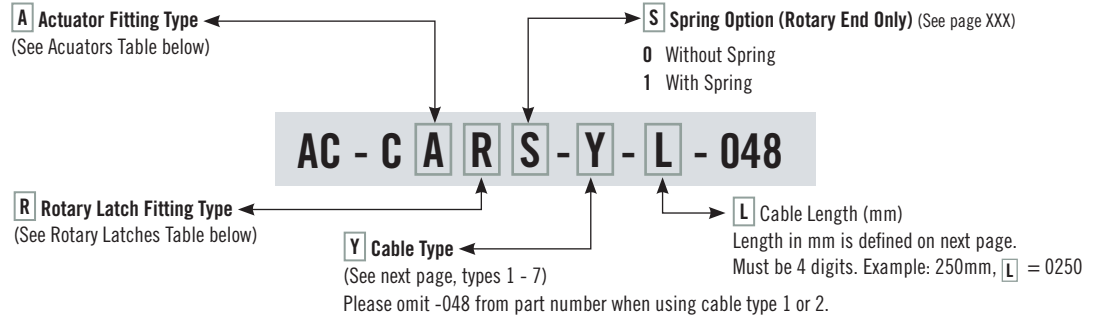 A Actuator Fitting Type
(See Acuators Table below)
S Spring Option (Rotary End Only) (See page XXX)
0 Without Spring
1 With Spring
AC - C A R S - Y - L - 048
R Rotary Latch Fitting Type
(See Rotary Latches Table below)
Y Cable Type
(See next page, types 1 - 7)
Please omit -048 from part number when using cable type 1 or 2.
L Cable Length (mm)
Length in mm is defined on next page.
Must be 4 digits. Example: 250mm, L = 0250